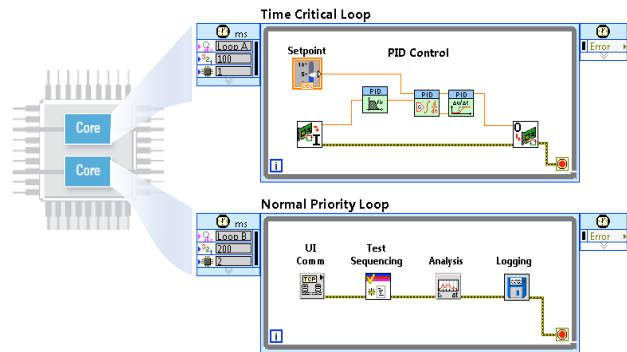 Time Critical Loop
ms
Loop A
100
1
Error
Setpoint
PID Control
PID
PID
PID
i
Core
Core
Normal Priority Loop
ms
Loop B
200
2
Error
UI
Comm
Test
Sequencing
Analysis
Logging
TCP
i